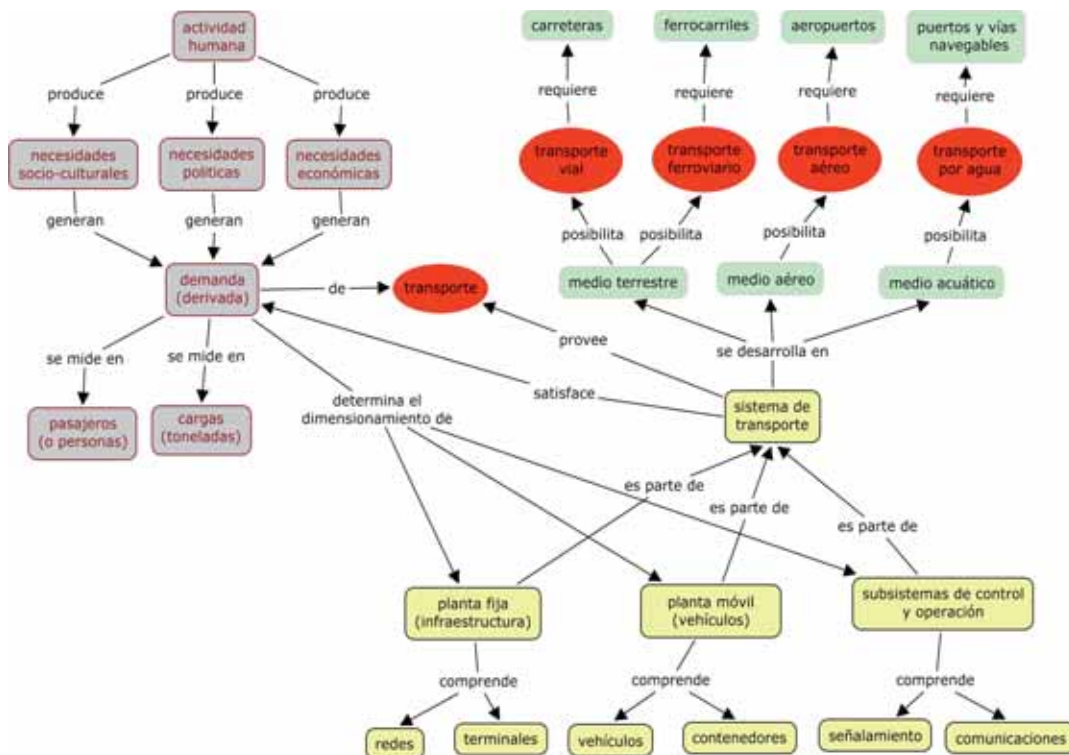 actividad
humana
carreteras
ferrocarriles
aeropuertos
puertos y vías
navegables
produce
produce
produce
requiere
requiere
requiere
requiere
necesidades
socio-culturales
necesidades
políticas
necesidades
económicas
transporte
vial
transporte
ferroviario
transporte
aéreo
transporte
por agua
generan
generan
generan
posibilita
posibilita
posibilita
posibilita
demanda
(derivada)
de
transporte
medio terrestre
medio aéreo
medio acuático
se mide en
se mide en
provee
se desarrolla en
determina el
dimensionamiento de
satisface
sistema de
transporte
pasajeros
(o personas)
cargas
(toneladas)
es parte de
es parte de
es parte de
planta fija
(infraestructura)
planta móvil
(vehículos)
subsistemas de control
y operación
comprende
comprende
comprende
redes
terminales
vehículos
contenedores
señalamiento
comunicaciones